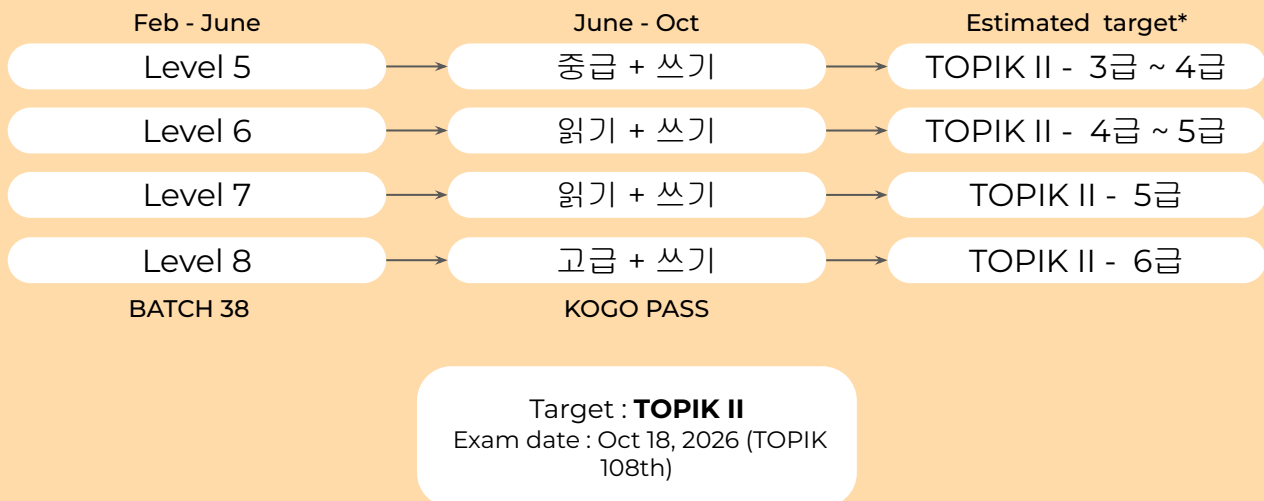 Feb - June
June - Oct
Estimated target*
Level 5
중급 + 쓰기
TOPIK II - 3급 ~ 4급
Level 6
읽기 + 쓰기
TOPIK II - 4급 ~ 5급
Level 7
읽기 + 쓰기
TOPIK II - 5급
Level 8
고급 + 쓰기
TOPIK II - 6급
BATCH 38
KOGO PASS
Target : TOPIK II
Exam date : Oct 18, 2026 (TOPIK
108th)